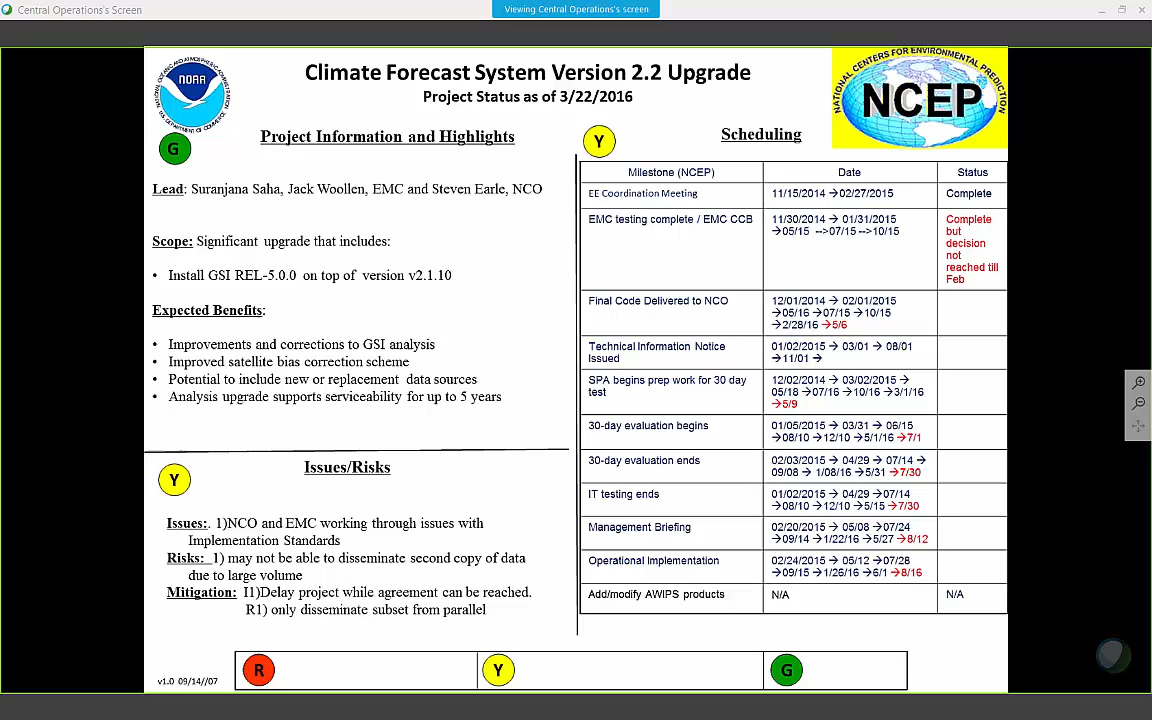 Central Operations's Screen
Viewing Central Operations's screen
Climate Forecast System Version 2.2 Upgrade
Project Status as of 3/22/2016
NOAA
NATIONAL OCEANIC AND ATMOSPHERIC ADMINISTRATION
U.S. DEPARTMENT OF COMMERCE
NATIONAL CENTERS FOR ENVIRONMENTAL PREDICTION
NCEP
G
Project Information and Highlights
Lead: Suranjana Saha, Jack Woollen, EMC and Steven Earle, NCO
Scope: Significant upgrade that includes:
• Install GSI REL-5.0.0 on top of version v2.1.10
Expected Benefits:
• Improvements and corrections to GSI analysis
• Improved satellite bias correction scheme
• Potential to include new or replacement data sources
• Analysis upgrade supports serviceability for up to 5 years
Y
Issues/Risks
Issues:. 1)NCO and EMC working through issues with
Implementation Standards
Risks: 1) may not be able to disseminate second copy of data
due to large volume
Mitigation: I1)Delay project while agreement can be reached.
R1) only disseminate subset from parallel
Y
Scheduling
Milestone (NCEP) Date Status
EE Coordination Meeting 11/15/2014 →02/27/2015 Complete
EMC testing complete / EMC CCB 11/30/2014 → 01/31/2015 Complete
→05/15 -->07/15 -->10/15 but
decision
not
reached till
Feb
Final Code Delivered to NCO 12/01/2014 → 02/01/2015
→05/16 →07/15 →10/15
→2/28/16 →5/6
Technical Information Notice 01/02/2015 → 03/01 → 08/01
Issued →11/01 →
SPA begins prep work for 30 day 12/02/2014 → 03/02/2015 →
test 05/18 →07/16 →10/16 →3/1/16
→5/9
30-day evaluation begins 01/05/2015 → 03/31 → 06/15
→08/10 →12/10 →5/1/16 →7/1
30-day evaluation ends 02/03/2015 → 04/29 → 07/14 →
09/08 → 1/08/16 →5/31 →7/30
IT testing ends 01/02/2015 → 04/29 →07/14
→08/10 →12/10 →5/15 →7/30
Management Briefing 02/20/2015 → 05/08 →07/24
→09/14 →1/22/16 →5/27 →8/12
Operational Implementation 02/24/2015 → 05/12 →07/28
→09/15 →1/26/16 →6/1 →8/16
Add/modify AWIPS products N/A N/A
R Y G
v1.0 09/14//07